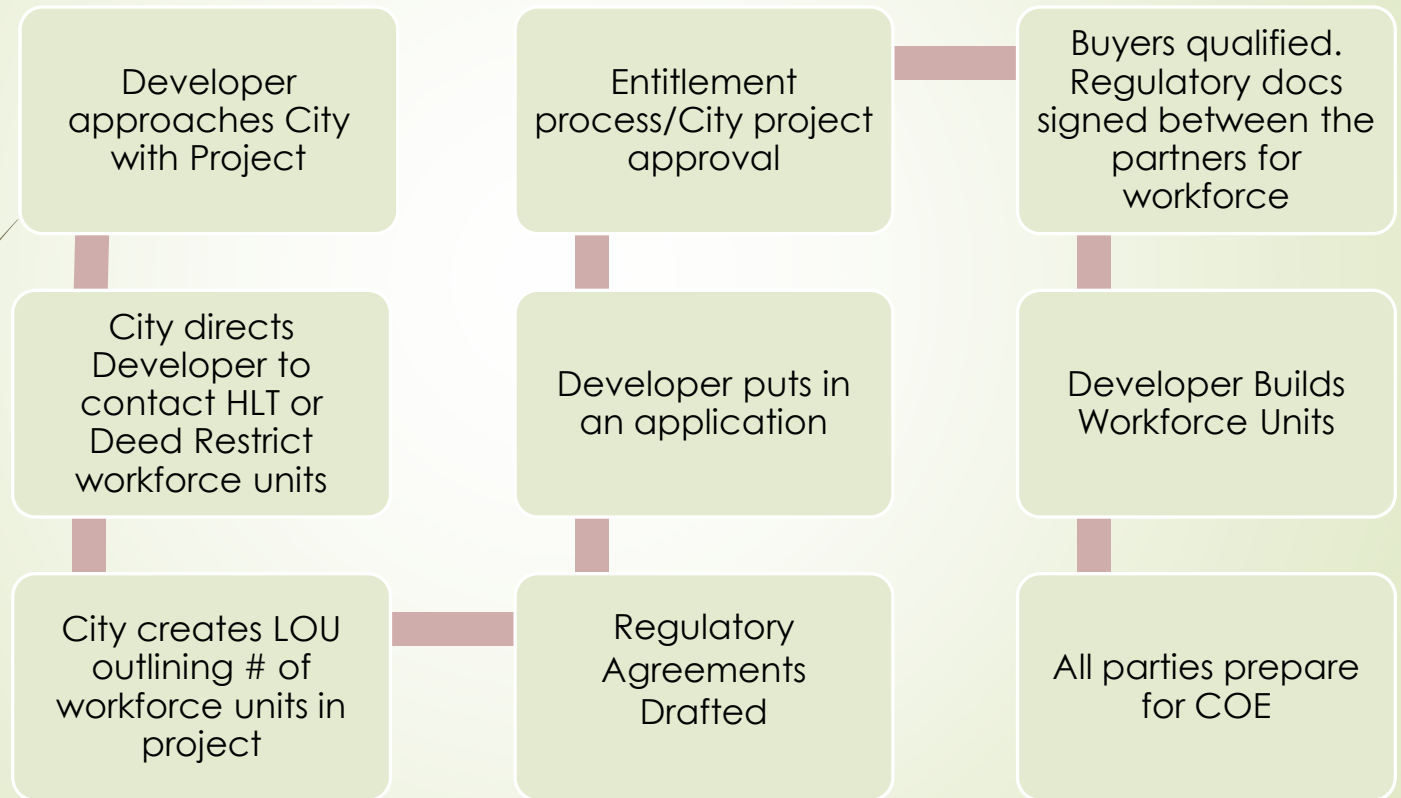 Developer
approaches City
with Project
City directs
Developer to
contact HLT or
Deed Restrict
workforce units
City creates LOU
outlining # of
workforce units in
project
Regulatory
Agreements
Drafted
Developer puts in
an application
Entitlement
process/City project
approval
Buyers qualified.
Regulatory docs
signed between the
partners for
workforce
Developer Builds
Workforce Units
All parties prepare
for COE